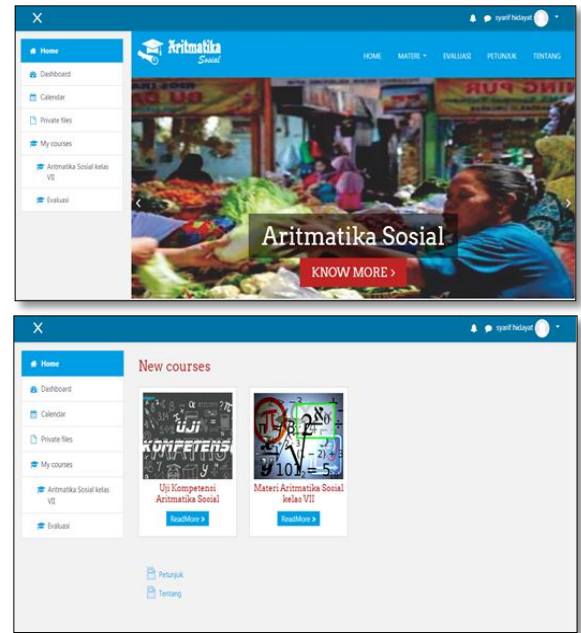 X
syarif hidayat
Home
Dashboard
Calendar
Private files
My courses
Aritmatika Sosial kelas
VII
Evaluasi
Aritmatika
Sosial
HOME MATERI EVALUASI PETUNJUK TENTANG
Aritmatika Sosial
KNOW MORE >
X
syarif hidayat
Home
Dashboard
Calendar
Private files
My courses
Aritmatika Sosial kelas
VII
Evaluasi
New courses
UJI
KOMPETENSI
Uji Kompetensi
Aritmatika Sosial
ReadMore >
Materi Aritmatika Sosial
kelas VII
ReadMore >
Petunjuk
Tentang